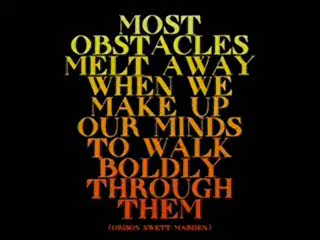 MOST
OBSTACLES
MELT AWAY
WHEN WE
MAKE UP
OUR MINDS
TO WALK
BOLDLY
THROUGH
THEM
(ORISON SWETT MARDEN)